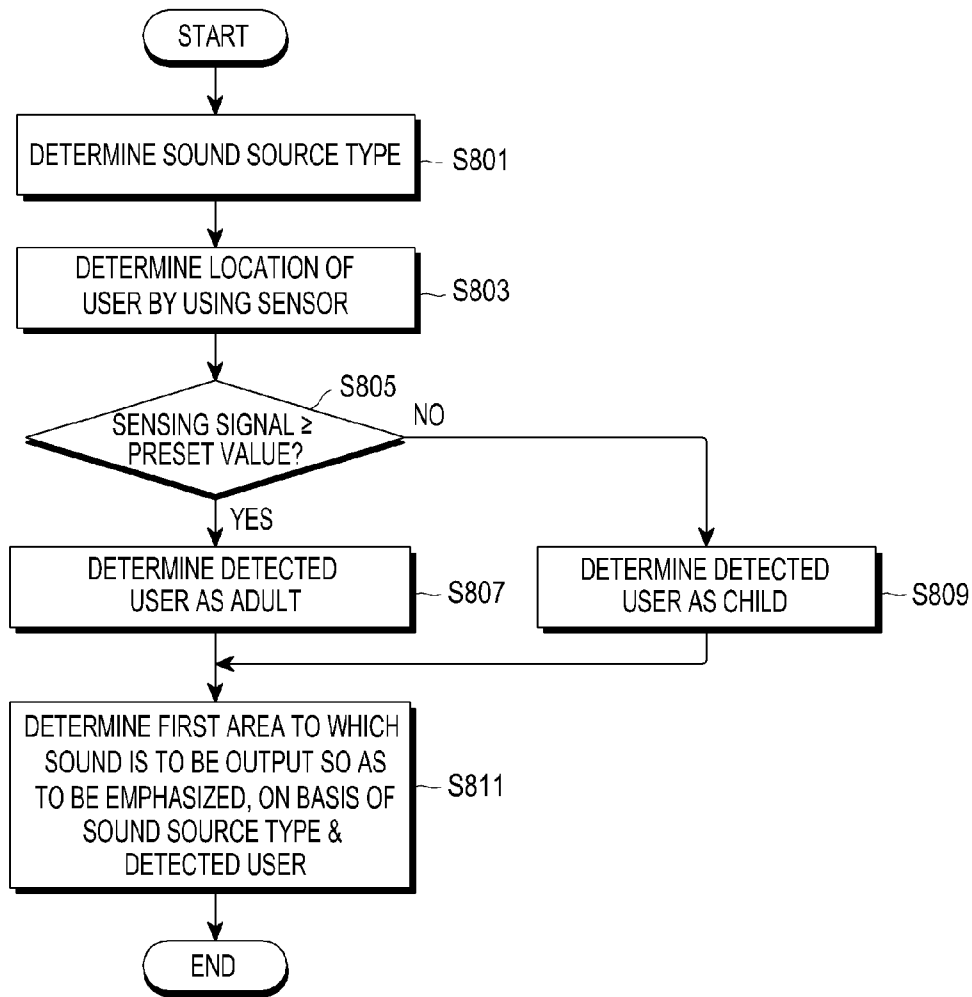 START
DETERMINE SOUND SOURCE TYPE
S801
DETERMINE LOCATION OF
USER BY USING SENSOR
S803
S805
SENSING SIGNAL ≥
PRESET VALUE?
NO
YES
DETERMINE DETECTED
USER AS ADULT
S807
DETERMINE DETECTED
USER AS CHILD
S809
DETERMINE FIRST AREA TO WHICH
SOUND IS TO BE OUTPUT SO AS
TO BE EMPHASIZED, ON BASIS OF
SOUND SOURCE TYPE &
DETECTED USER
S811
END